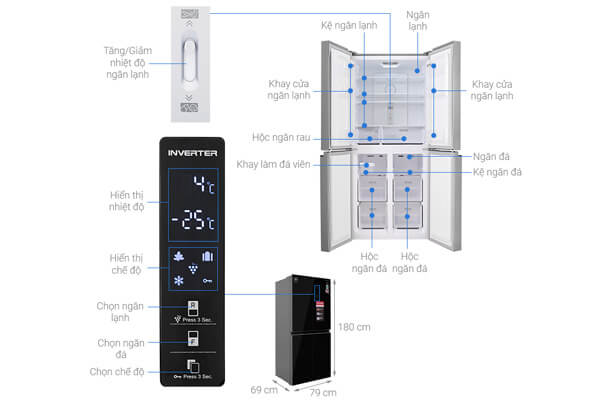 Tăng/Giảm
nhiệt độ
ngăn lạnh
Kệ ngăn lạnh
Ngăn
lạnh
Khay cửa
ngăn lạnh
Khay cửa
ngăn lạnh
Hộc ngăn rau
Khay làm đá viên
Ngăn đá
Kệ ngăn đá
Hộc
ngăn đá
Hộc
ngăn đá
INVERTER
4°C
-25°C
Hiển thị
nhiệt độ
Hiển thị
chế độ
Chọn ngăn
lạnh
R
Press 3 Sec.
Chọn ngăn
đá
F
Chọn chế độ
Press 3 Sec.
180 cm
69 cm
79 cm